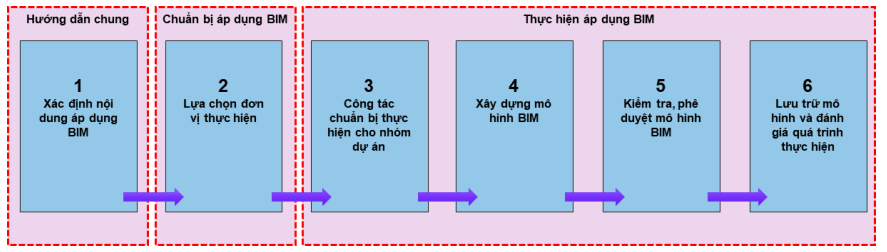 Hướng dẫn chung
Chuẩn bị áp dụng BIM
Thực hiện áp dụng BIM
1
Xác định nội
dung áp dụng
BIM
2
Lựa chọn đơn
vị thực hiện
3
Công tác
chuẩn bị thực
hiện cho nhóm
dự án
4
Xây dựng mô
hình BIM
5
Kiểm tra, phê
duyệt mô hình
BIM
6
Lưu trữ mô
hình và đánh
giá quá trình
thực hiện